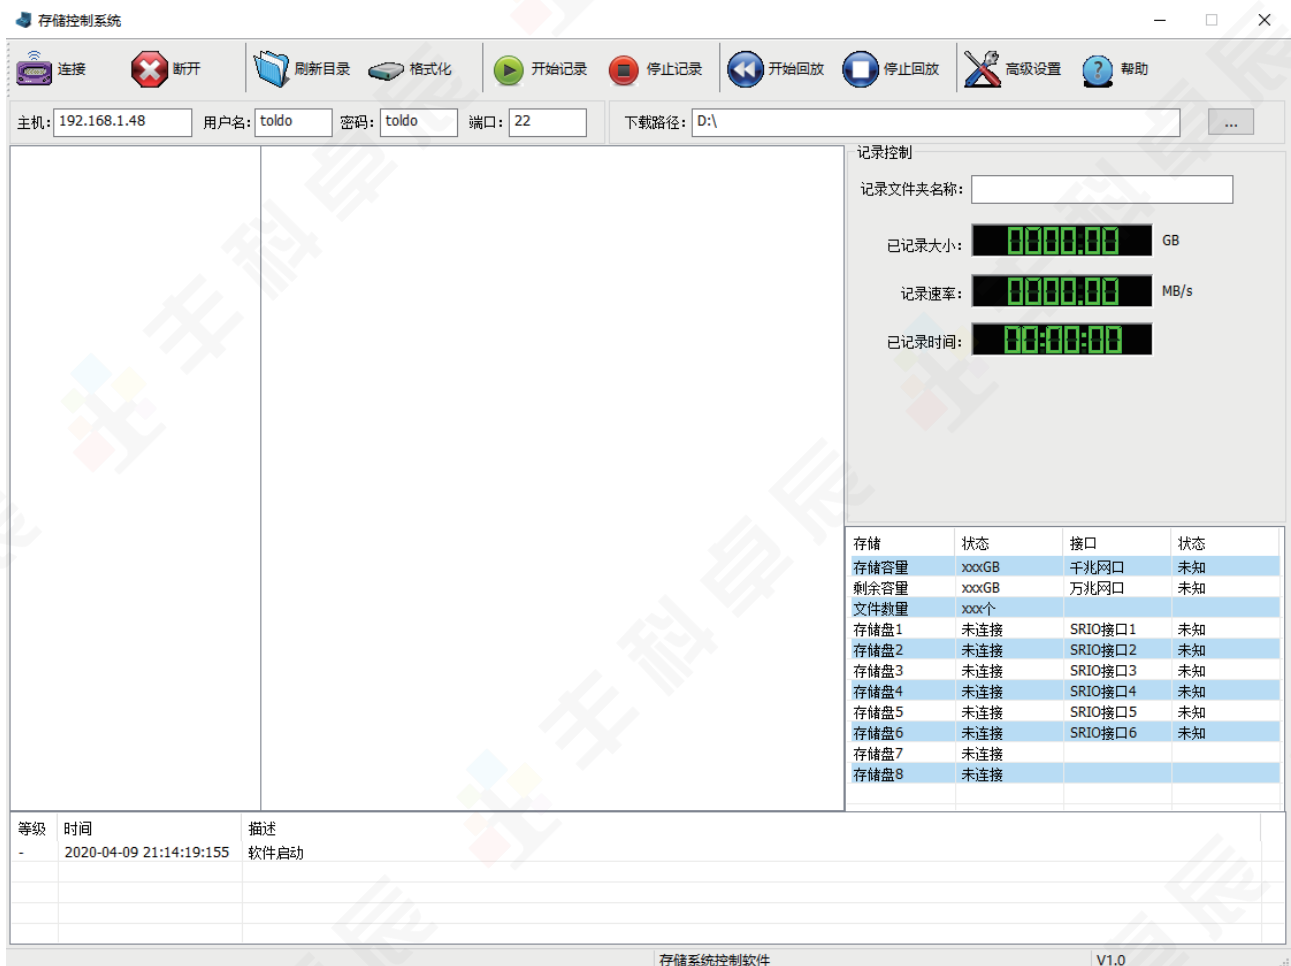 存储控制系统
连接 断开 刷新目录 格式化 开始记录 停止记录 开始回放 停止回放 高级设置 帮助
主机: 192.168.1.48 用户名: toldo 密码: toldo 端口: 22 下载路径: D:\ ...
记录控制
记录文件夹名称:
已记录大小: 0000:00 GB
记录速率: 0000:00 MB/s
已记录时间: 00:00:00
存储 状态 接口 状态
存储容量 xxxGB 千兆网口 未知
剩余容量 xxxGB 万兆网口 未知
文件数量 xxx个
存储盘1 未连接 SRIO接口1 未知
存储盘2 未连接 SRIO接口2 未知
存储盘3 未连接 SRIO接口3 未知
存储盘4 未连接 SRIO接口4 未知
存储盘5 未连接 SRIO接口5 未知
存储盘6 未连接 SRIO接口6 未知
存储盘7 未连接
存储盘8 未连接
等级 时间 描述
- 2020-04-09 21:14:19:155 软件启动
存储系统控制软件 V1.0
丰科卓辰
丰科卓辰